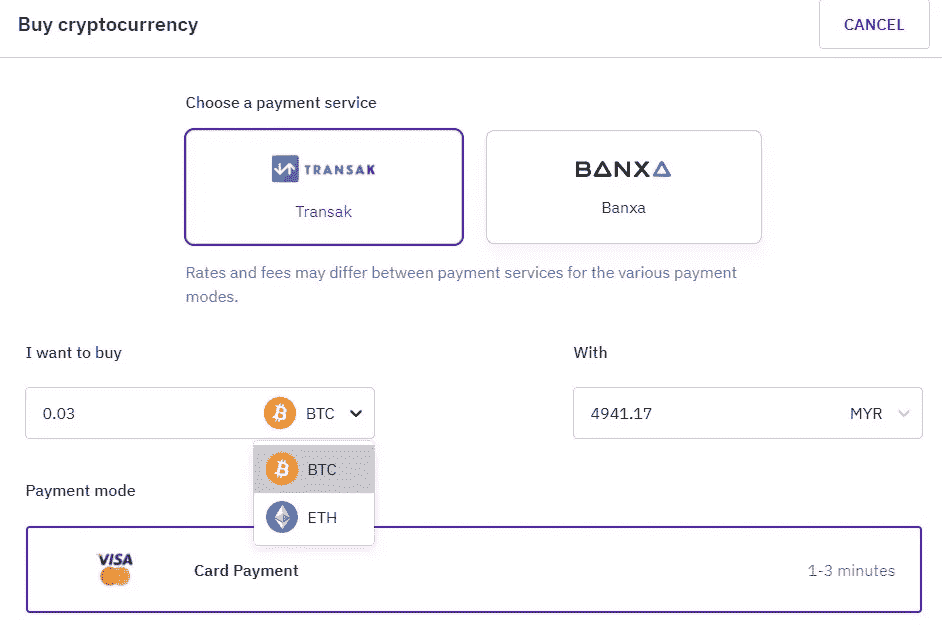 Buy cryptocurrency
CANCEL
Choose a payment service
TRANSAK
Transak
BANXA
Banxa
Rates and fees may differ between payment services for the various payment
modes.
I want to buy
With
0.03 BTC
4941.17 MYR
BTC
ETH
Payment mode
VISA
Card Payment
1-3 minutes